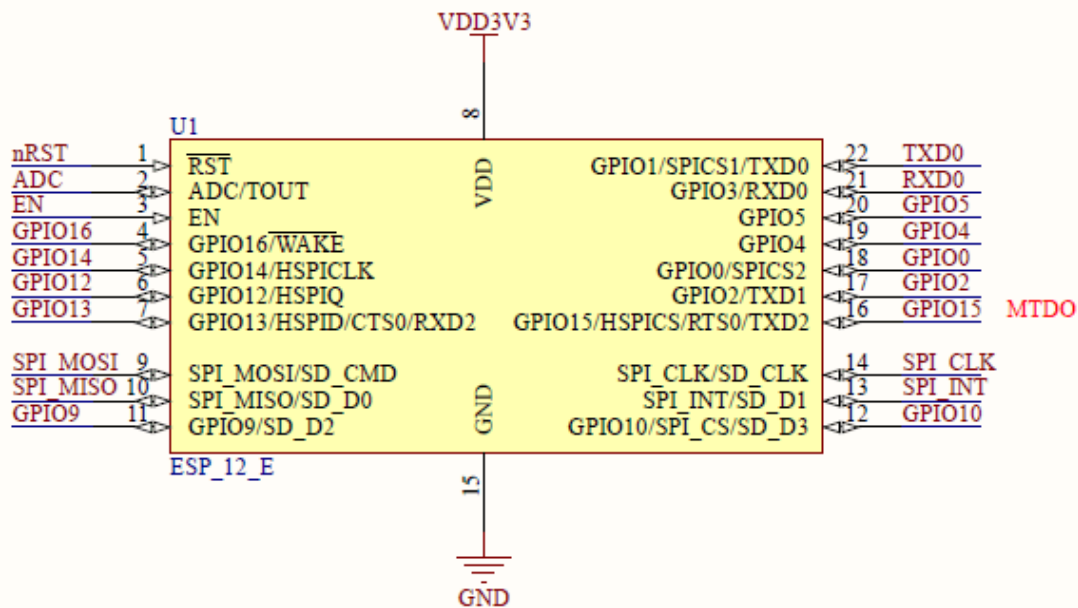 VDD3V3
8
U1
VDD
nRST 1 RST GPIO1/SPICS1/TXD0 22 TXD0
ADC 2 ADC/TOUT GPIO3/RXD0 21 RXD0
EN 3 EN GPIO5 20 GPIO5
GPIO16 4 GPIO16/WAKE GPIO4 19 GPIO4
GPIO14 5 GPIO14/HSPICLK GPIO0/SPICS2 18 GPIO0
GPIO12 6 GPIO12/HSPIQ GPIO2/TXD1 17 GPIO2
GPIO13 7 GPIO13/HSPID/CTS0/RXD2 GPIO15/HSPICS/RTS0/TXD2 16 GPIO15 MTDO
SPI_MOSI 9 SPI_MOSI/SD_CMD SPI_CLK/SD_CLK 14 SPI_CLK
SPI_MISO 10 SPI_MISO/SD_D0 SPI_INT/SD_D1 13 SPI_INT
GPIO9 11 GPIO9/SD_D2 GPIO10/SPI_CS/SD_D3 12 GPIO10
GND
ESP_12_E
15
GND